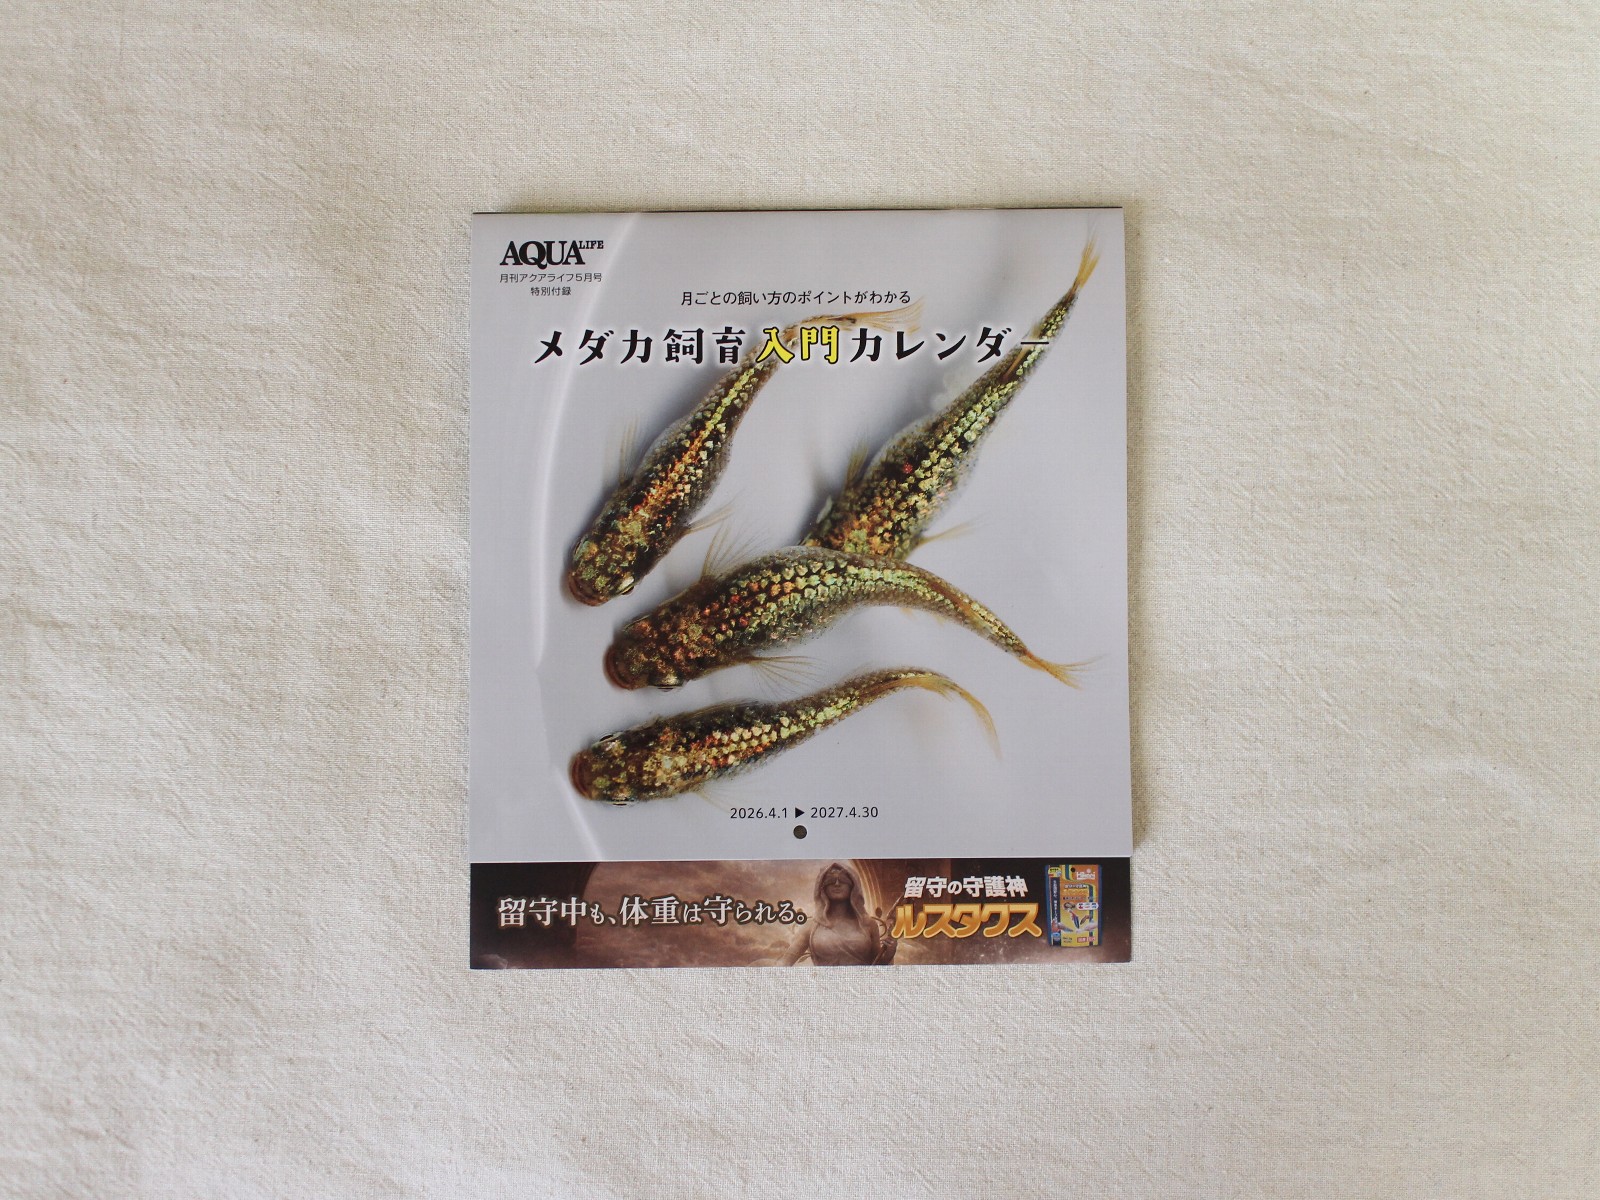 AQUA LIFE
月刊アクアライフ5月号
特別付録
月ごとの飼い方のポイントがわかる
メダカ飼育入門カレンダー
2026.4.1 ▶ 2027.4.30
留守中も、体重は守られる。
留守の守護神
ルスタクス